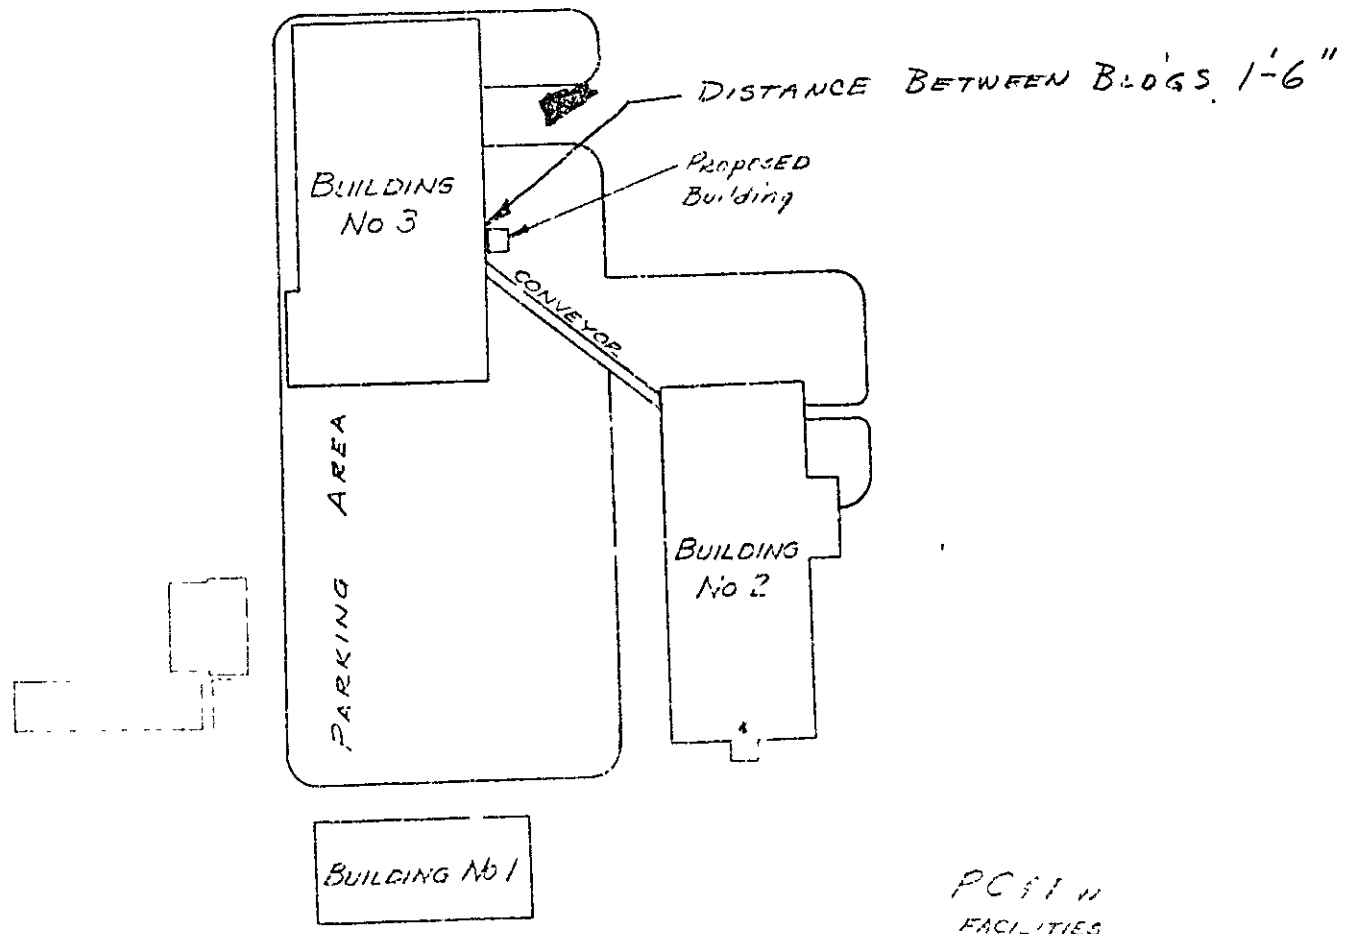 DISTANCE BETWEEN BLDGS. 1'-6"
PROPOSED
Building
BUILDING
No 3
CONVEYOR
PARKING AREA
BUILDING
No 2
BUILDING No 1
FACILITIES